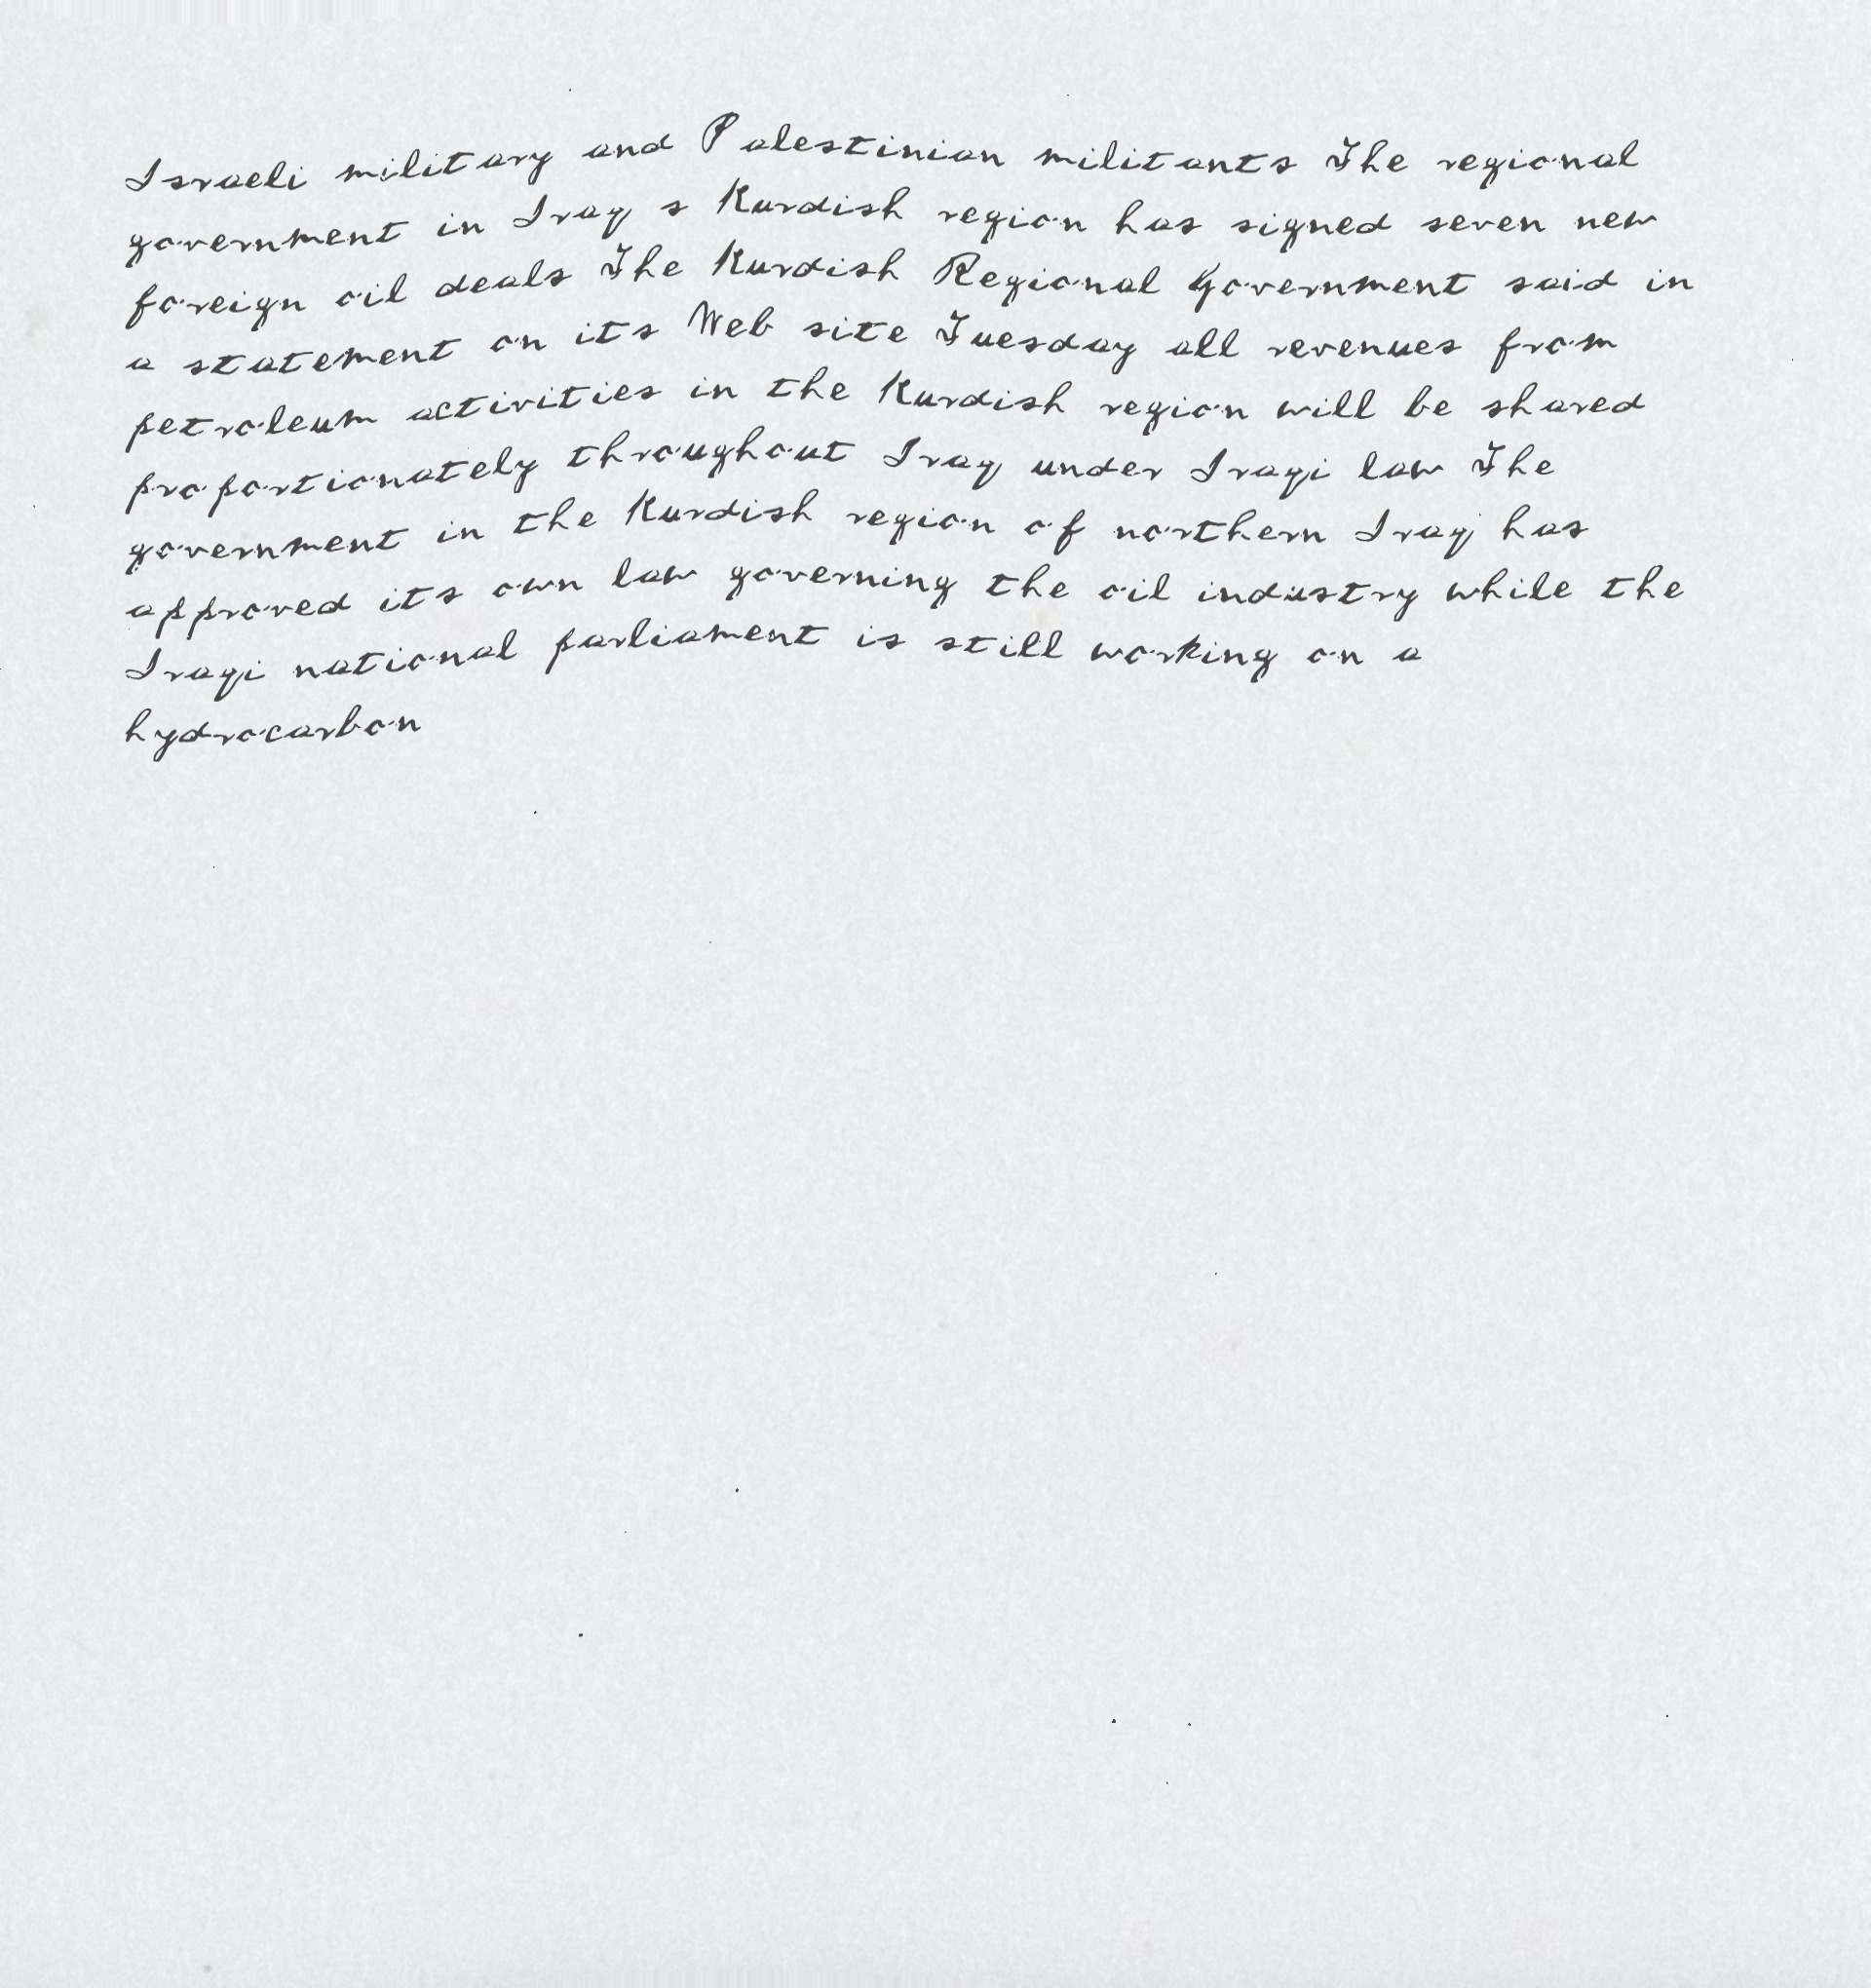 Israeli military and Palestinian militants The regional
government in Iraq s Kurdish region has signed seven new
foreign oil deals The Kurdish Regional Government said in
a statement on its Web site Tuesday all revenues from
petroleum activities in the Kurdish region will be shared
proportionately throughout Iraq under Iraqi law The
government in the Kurdish region of northern Iraq has
approved its own law governing the oil industry while the
Iraqi national parliament is still working on a
hydrocarbon